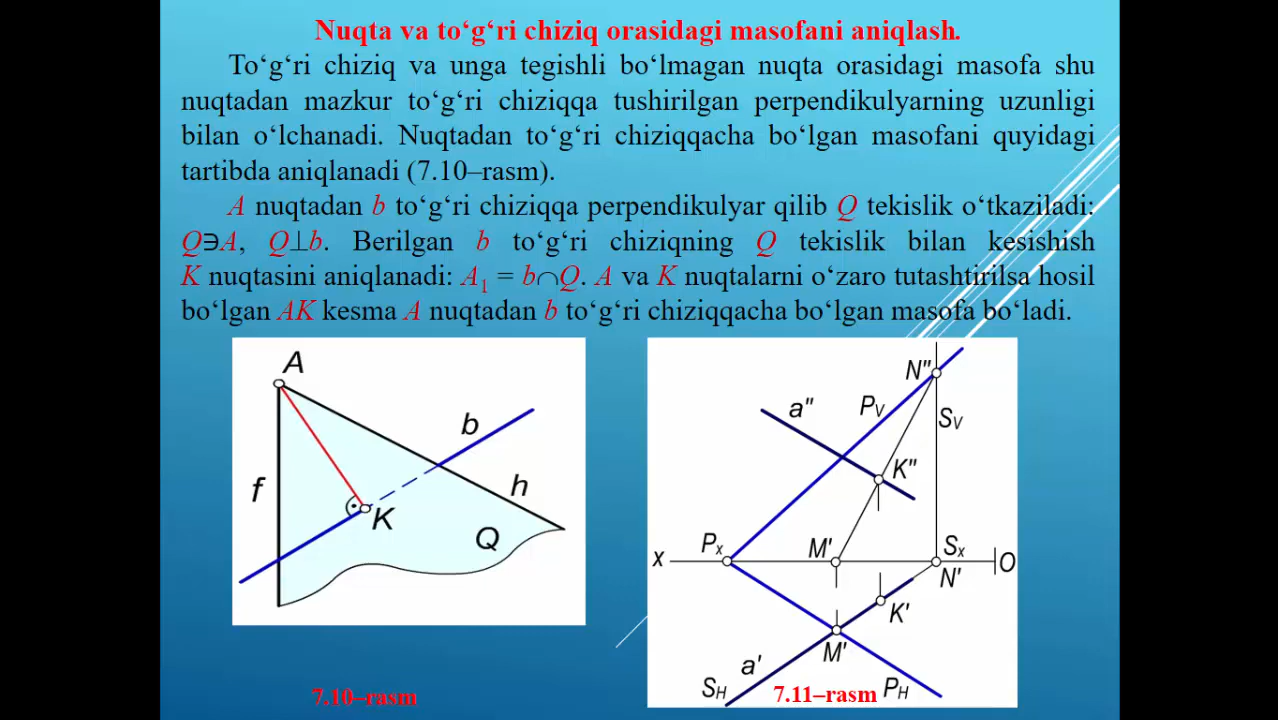 Nuqta va to‘g‘ri chiziq orasidagi masofani aniqlash.
To‘g‘ri chiziq va unga tegishli bo‘lmagan nuqta orasidagi masofa shu
nuqtadan mazkur to‘g‘ri chiziqqa tushirilgan perpendikulyarning uzunligi
bilan o‘lchanadi. Nuqtadan to‘g‘ri chiziqqacha bo‘lgan masofani quyidagi
tartibda aniqlanadi (7.10–rasm).
A nuqtadan b to‘g‘ri chiziqqa perpendikulyar qilib Q tekislik o‘tkaziladi:
Q∋A, Q⊥b. Berilgan b to‘g‘ri chiziqning Q tekislik bilan kesishish
K nuqtasini aniqlanadi: A₁ = b∩Q. A va K nuqtalarni o‘zaro tutashtirilsa hosil
bo‘lgan AK kesma A nuqtadan b to‘g‘ri chiziqqacha bo‘lgan masofa bo‘ladi.
A
b
f
h
K
Q
7.10–rasm
N"
a"
PV
SV
K"
x
Px
M'
Sx
O
N'
K'
M'
a'
SH
PH
7.11–rasm